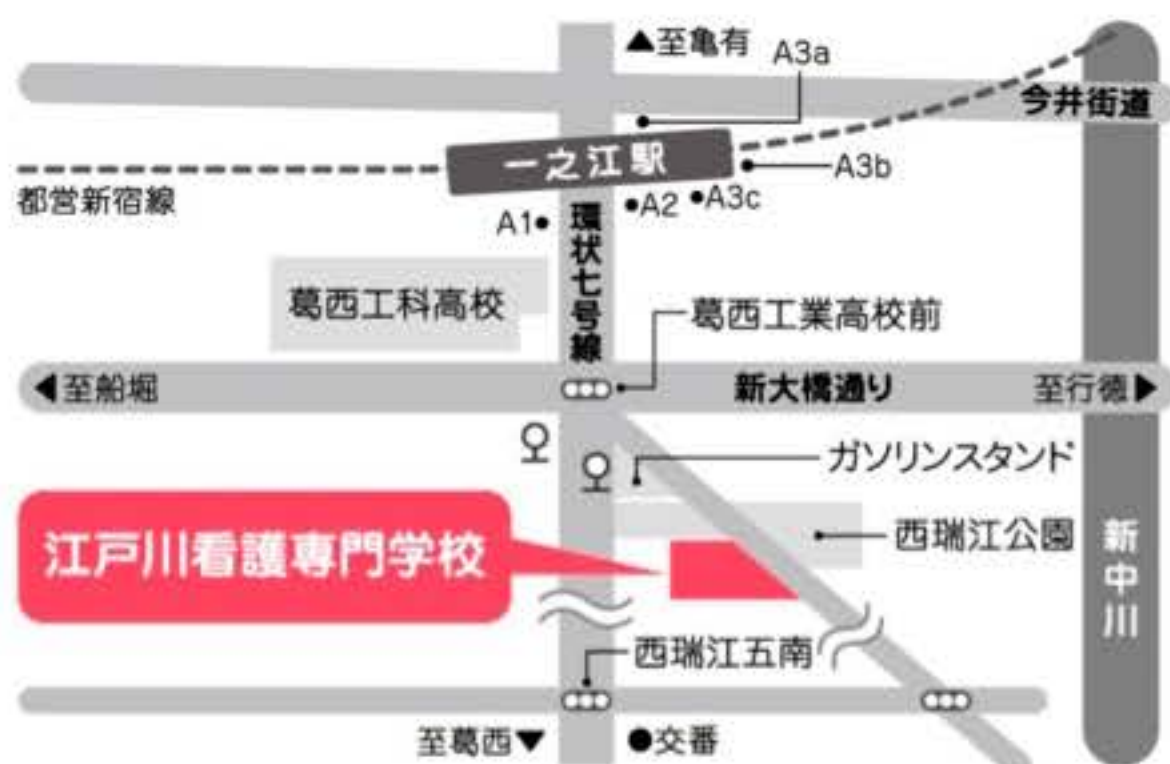 ▲至亀有
A3a
今井街道
一之江駅
A3b
都営新宿線
A1
A2
A3c
環状七号線
葛西工科高校
葛西工業高校前
◀至船堀
新大橋通り
至行徳▶
ガソリンスタンド
西瑞江公園
江戸川看護専門学校
新中川
西瑞江五南
至葛西▼
●交番